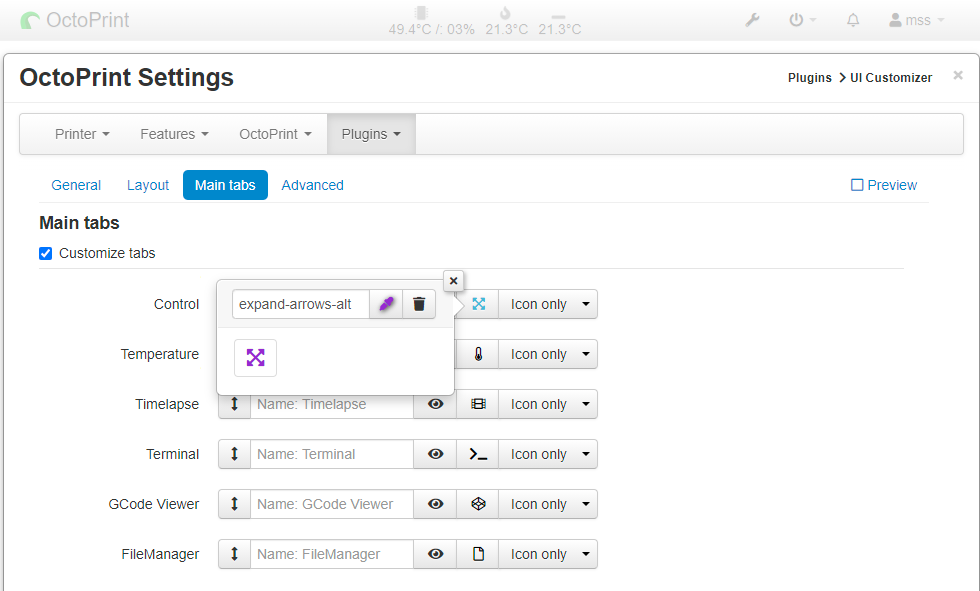 OctoPrint
49.4°C /: 03% 21.3°C 21.3°C
mss
OctoPrint Settings
Plugins > UI Customizer
×
Printer
Features
OctoPrint
Plugins
General
Layout
Main tabs
Advanced
Preview
Main tabs
Customize tabs
Control
expand-arrows-alt
×
Icon only
Temperature
Icon only
Timelapse
Name: Timelapse
Icon only
Terminal
Name: Terminal
Icon only
GCode Viewer
Name: GCode Viewer
Icon only
FileManager
Name: FileManager
Icon only